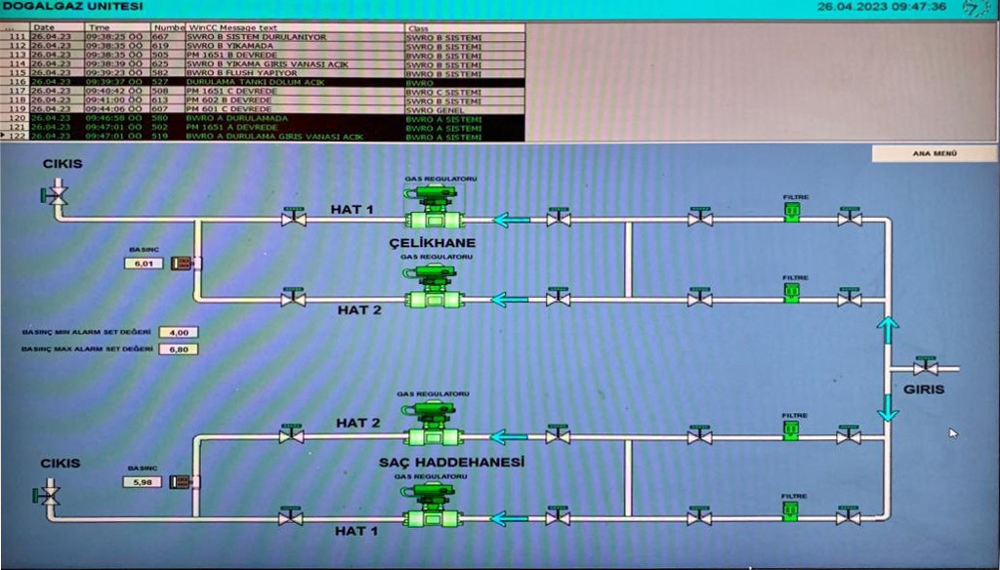 DOGALGAZ UNITESI 26.04.2023 09:47:36
... Date Time Numbe WinCC Message text Class
111 26.04.23 09:38:25 ÖÖ 667 SWRO B SISTEM DURULANIYOR SWRO B SISTEMI
112 26.04.23 09:38:35 ÖÖ 619 SWRO B YIKAMADA SWRO B SISTEMI
113 26.04.23 09:38:35 ÖÖ 505 PM 1651 B DEVREDE SWRO B SISTEMI
114 26.04.23 09:38:39 ÖÖ 625 SWRO B YIKAMA GIRIS VANASI ACIK SWRO B SISTEMI
115 26.04.23 09:39:23 ÖÖ 582 BWRO B FLUSH YAPIYOR SWRO B SISTEMI
116 26.04.23 09:39:37 ÖÖ 527 DURULAMA TANKI DOLUM ACIK BWRO
117 26.04.23 09:40:42 ÖÖ 508 PM 1651 C DEVREDE SWRO C SISTEMI
118 26.04.23 09:41:00 ÖÖ 613 PM 602 B DEVREDE SWRO B SISTEMI
119 26.04.23 09:44:06 ÖÖ 607 PM 601 C DEVREDE SWRO GENEL
120 26.04.23 09:46:58 ÖÖ 580 BWRO A DURULAMADA BWRO A SISTEMI
121 26.04.23 09:47:01 ÖÖ 502 PM 1651 A DEVREDE BWRO A SISTEMI
122 26.04.23 09:47:01 ÖÖ 519 BWRO A DURULAMA GIRIS VANASI ACIK BWRO A SISTEMI
ANA MENÜ
CIKIS
GAS REGULATORU
FILTRE
HAT 1
ÇELİKHANE
BASINC
GAS REGULATORU
6,01
FILTRE
HAT 2
BASINÇ MIN ALARM SET DEĞERİ 4,00
BASINÇ MAX ALARM SET DEĞERİ 6,80
GIRIS
GAS REGULATORU
HAT 2
FILTRE
CIKIS
SAÇ HADDEHANESİ
BASINC
GAS REGULATORU
5,98
FILTRE
HAT 1